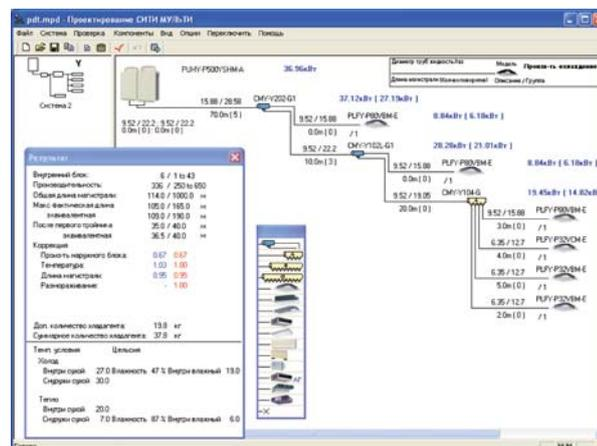 pdt.mpd - Проектирование СИТИ МУЛЬТИ
Файл Система Проверка Компоненты Вид Опции Переключить Помощь
Y
Система 2
PUHY-P500YSHM-A 36.96кВт
Диаметр труб жидкость/газ Модель
15.88 / 28.58 CMY-Y202-G1 37.12кВт ( 27.19кВт )
70.0m ( 5 )
9.52 / 22.2 : 9.52 / 22.2
0.0m ( 0 ) : 0.0m ( 0 )
9.52 / 15.88 PLFY-P80VBM-E 8.84кВт ( 6.18кВт )
0.0m ( 0 ) / 1
9.52 / 22.2 CMY-Y102L-G1 28.28кВт ( 21.01кВт )
10.0m ( 3 )
9.52 / 15.88 PLFY-P80VBM-E 8.84кВт ( 6.18кВт )
0.0m ( 0 ) / 1
9.52 / 19.05 CMY-Y104-G 19.45кВт ( 14.82кВт
20.0m ( 0 )
9.52 / 15.88 PLFY-P80VBM-E
3.0m ( 0 ) / 1
6.35 / 12.7 PLFY-P32VCM-E
4.0m ( 0 ) / 1
6.35 / 12.7 PLFY-P32VBM-E
5.0m ( 0 ) / 1
6.35 / 12.7 PLFY-P32VBM-E
2.0m ( 0 ) / 1
Результат
Внутренний блок: 6 / 1 to 43
Производительность: 336 / 250 to 650
Общая длина магистрали: 114.0 / 1000.0 м
Макс фактическая длина 105.0 / 165.0 м
эквивалентная 109.0 / 190.0 м
После первого тройника 35.0 / 40.0 м
эквивалентная 36.5 / 40.0 м
Коррекция
Произ-ть наружного блока: 0.67 0.67
Температура: 1.03 1.00
Длина магистрали: 0.95 0.95
Размораживание: - 1.00
Доп. количество хладагента: 19.8 кг
Суммарное количество хладагента: 37.8 кг
Темп. условия Цельсия
Холод
Внутри сухой 27.0 Влажность 47 % Внутри влажный 19.0
Снаружи сухой 30.0
Тепло
Внутри сухой 20.0
Снаружи сухой 7.0 Влажность 87 % Внутри влажный 6.0